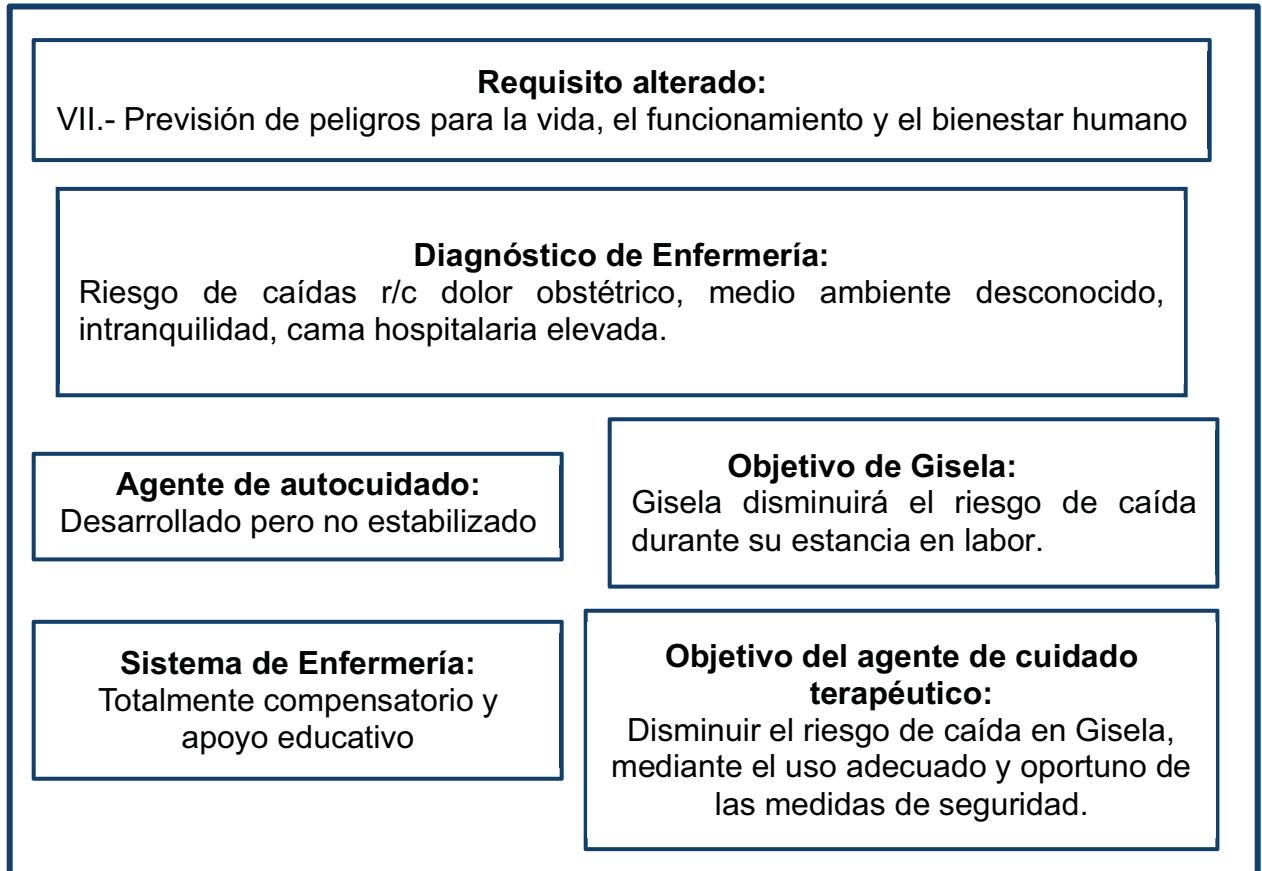 Requisito alterado:
VII.- Previsión de peligros para la vida, el funcionamiento y el bienestar humano
Diagnóstico de Enfermería:
Riesgo de caídas r/c dolor obstétrico, medio ambiente desconocido,
intranquilidad, cama hospitalaria elevada.
Agente de autocuidado:
Desarrollado pero no estabilizado
Objetivo de Gisela:
Gisela disminuirá el riesgo de caída
durante su estancia en labor.
Sistema de Enfermería:
Totalmente compensatorio y
apoyo educativo
Objetivo del agente de cuidado
terapéutico:
Disminuir el riesgo de caída en Gisela,
mediante el uso adecuado y oportuno de
las medidas de seguridad.